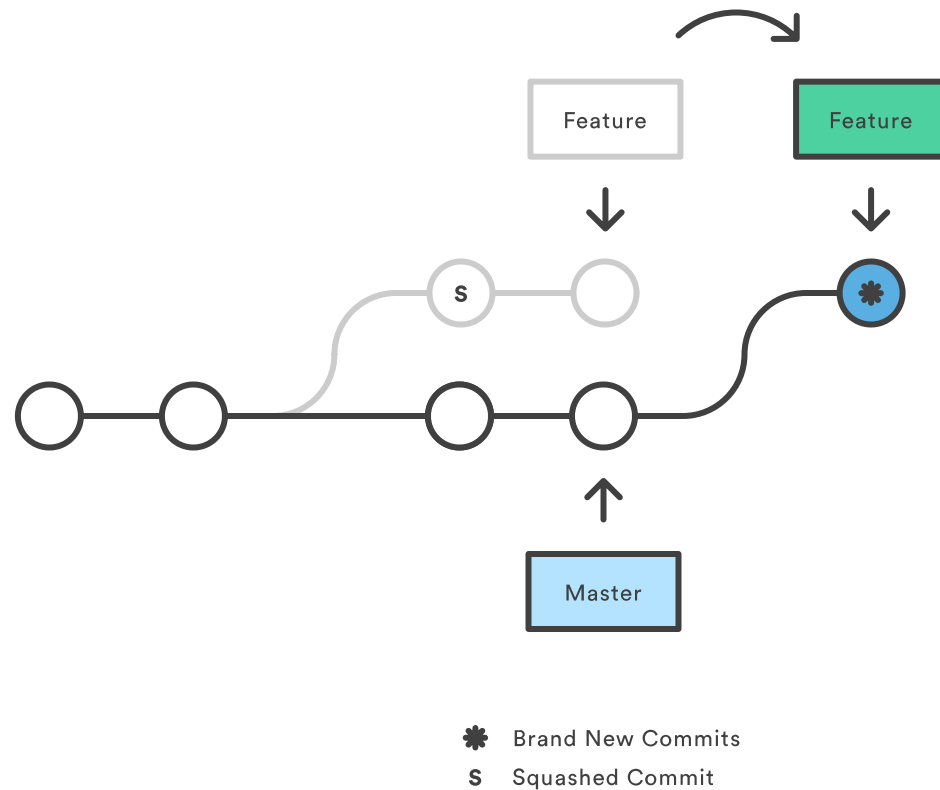 Feature
Feature
S
Master
Brand New Commits
S Squashed Commit